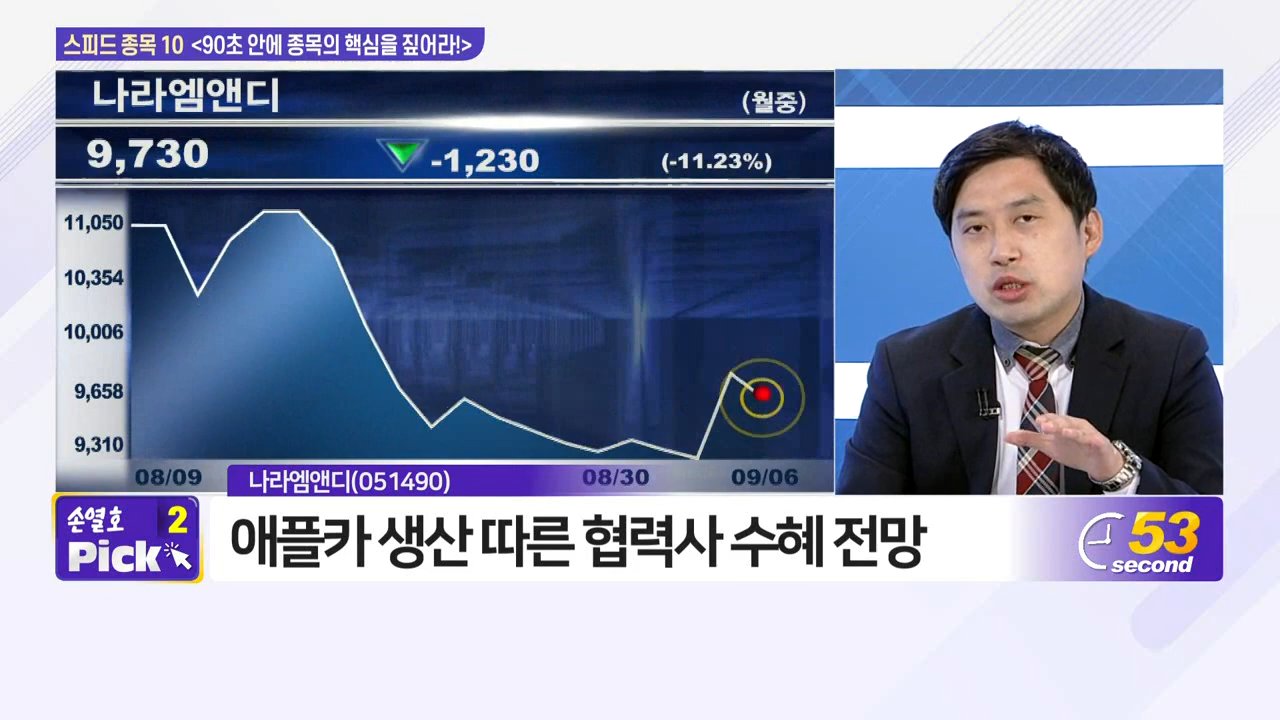 스피드 종목 10 <90초 안에 종목의 핵심을 짚어라!>
나라엠앤디 (월중)
9,730 -1,230 (-11.23%)
11,050
10,354
10,006
9,658
9,310
08/09 08/30 09/06
나라엠앤디(051490)
손열호 2
Pick
애플카 생산 따른 협력사 수혜 전망
53
second